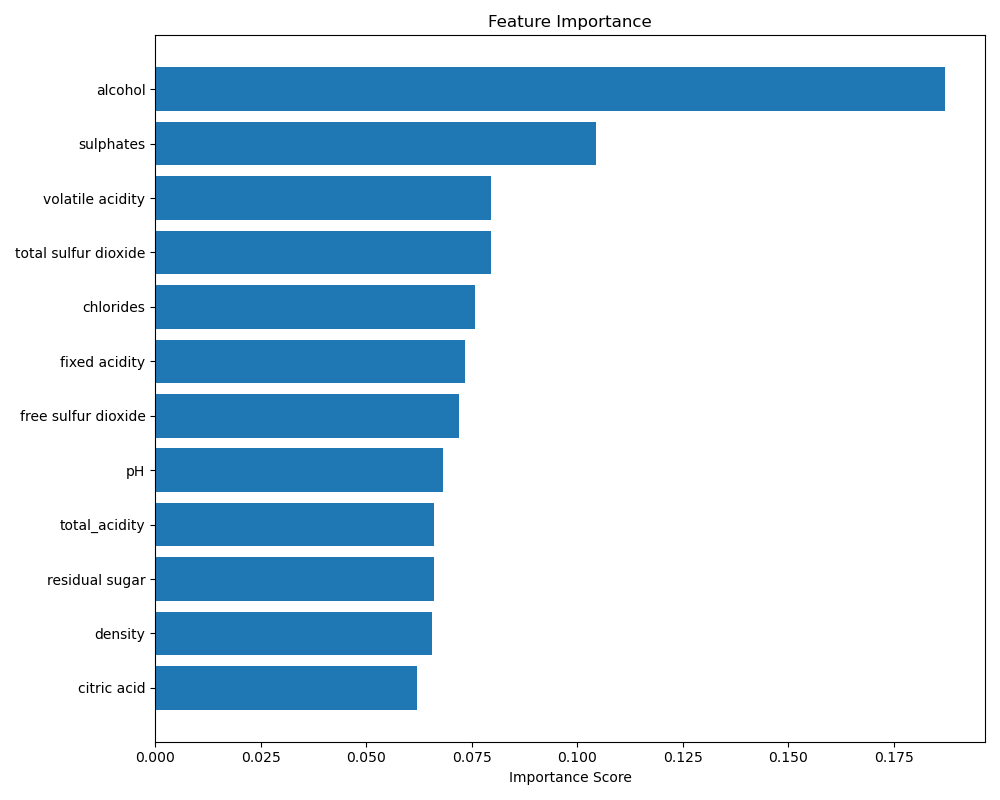 Feature Importance
alcohol
sulphates
volatile acidity
total sulfur dioxide
chlorides
fixed acidity
free sulfur dioxide
pH
total_acidity
residual sugar
density
citric acid
0.000 0.025 0.050 0.075 0.100 0.125 0.150 0.175
Importance Score